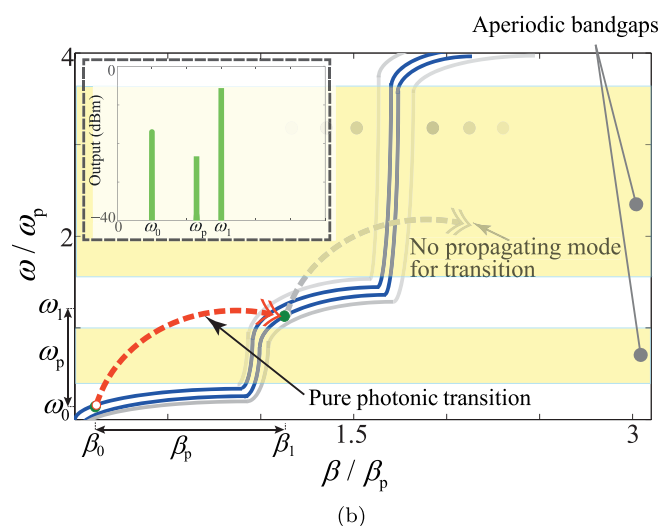 Aperiodic bandgaps
4
0
Output (dBm)
−40
0
ω₀
ωₚ
ω₁
2
ω / ωₚ
No propagating mode
for transition
ω₁
ωₚ
ω₀
Pure photonic transition
β₀
βₚ
β₁
1.5
3
β / βₚ
(b)